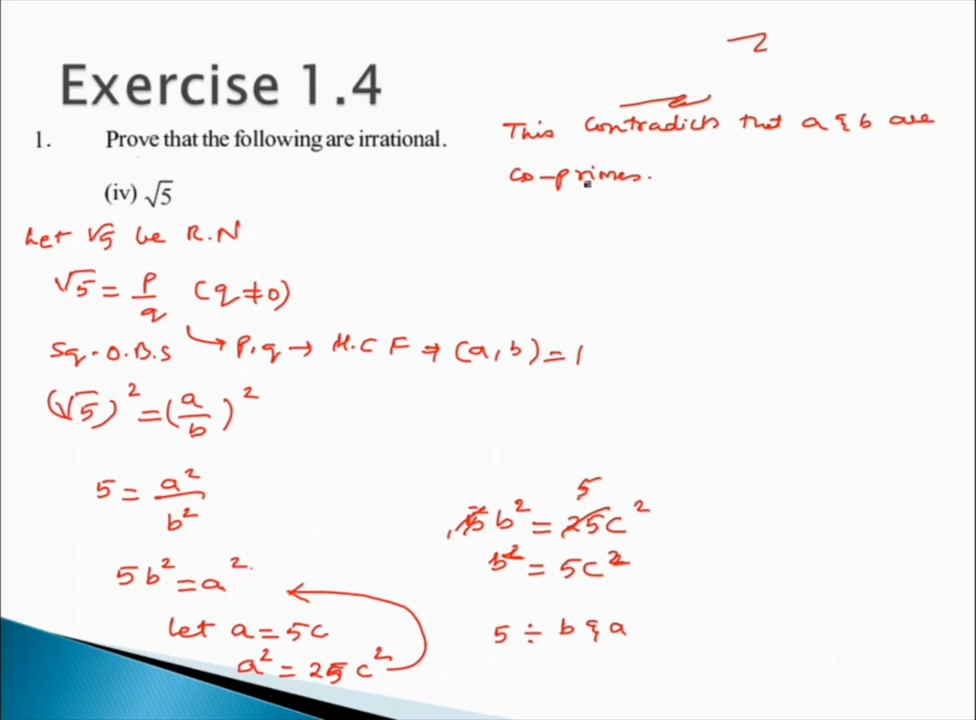 Exercise 1.4
1. Prove that the following are irrational.
(iv) √5
Let √5 be R.N
√5 = p/q (q ≠ 0)
Sq. O.B.S → P, q → H.C.F ⇒ (a, b) = 1
(√5)² = (a/b)²
5 = a²/b²
5b² = a²
let a = 5c
a² = 25c²
5b² = 25c² 5
b² = 5c²
5 ÷ b & a
This contradicts that a & b are
co-primes.